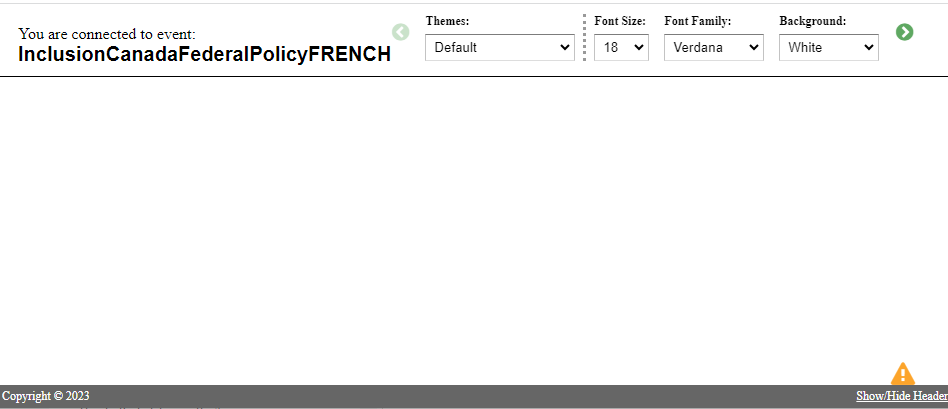 You are connected to event:
InclusionCanadaFederalPolicyFRENCH
Themes:
Default
Font Size:
18
Font Family:
Verdana
Background:
White
Copyright © 2023
Show/Hide Header